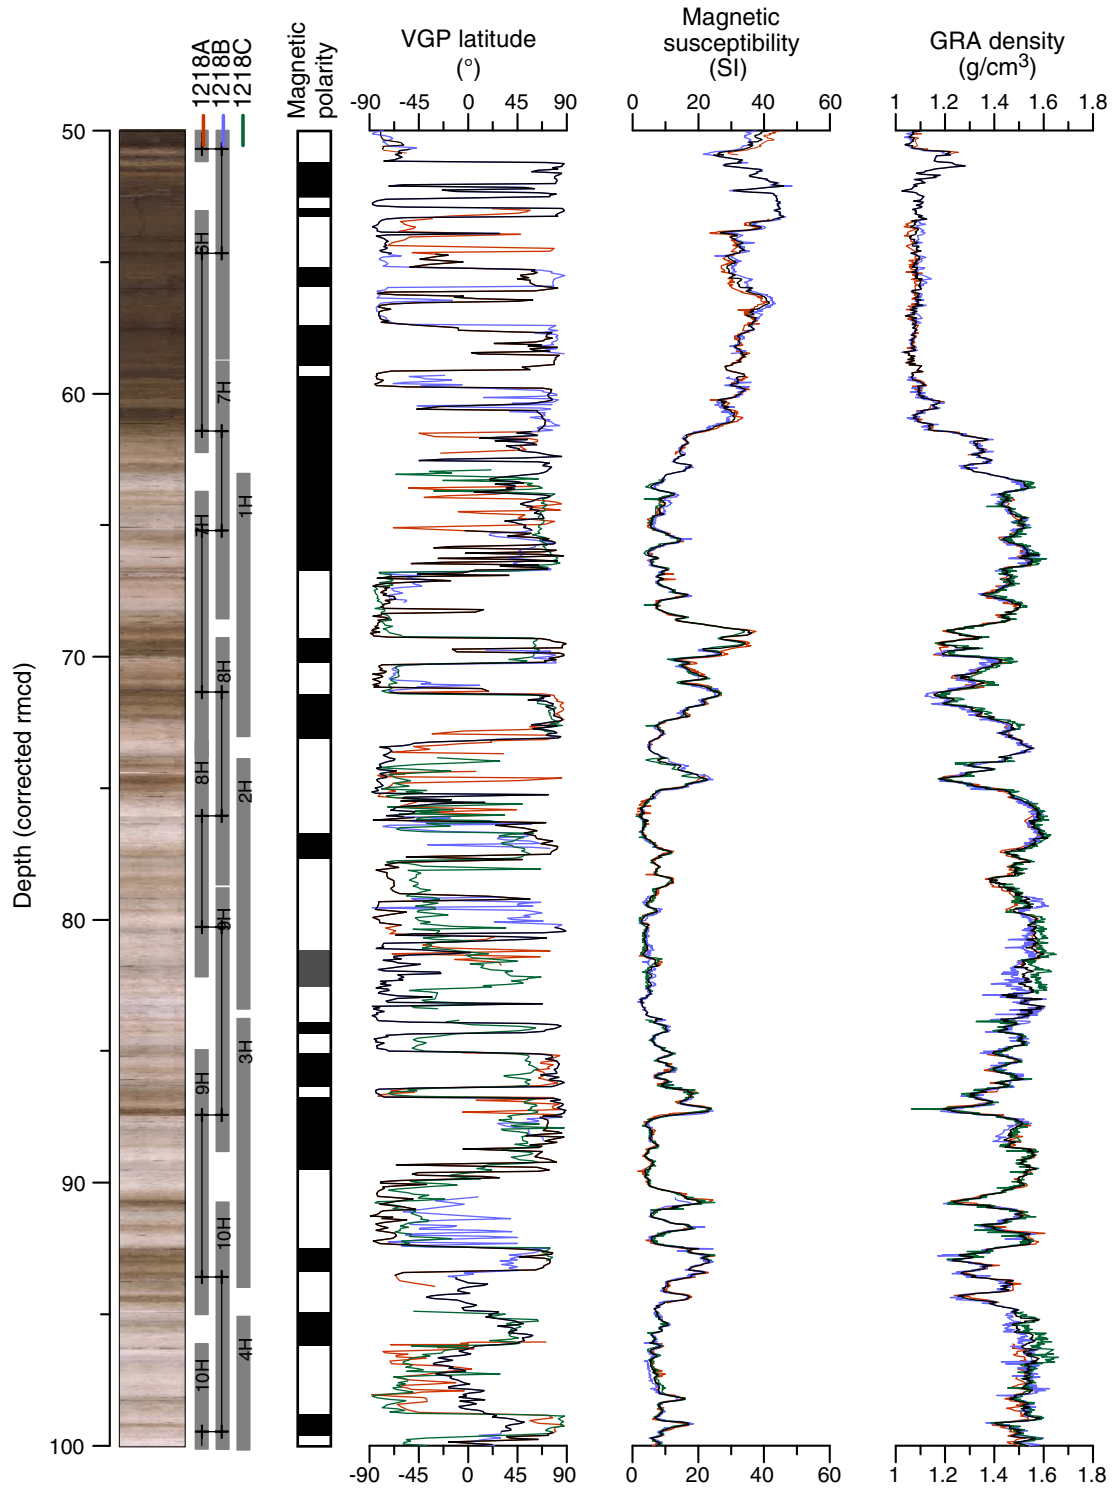 1218A
1218B
1218C
Magnetic
polarity
VGP latitude
(°)
-90 -45 0 45 90
Magnetic
susceptibility
(SI)
0 20 40 60
GRA density
(g/cm³)
1 1.2 1.4 1.6 1.8
Depth (corrected rmcd)
50
60
70
80
90
100
6H
7H
8H
9H
10H
7H
8H
9H
10H
1H
2H
3H
4H
-90 -45 0 45 90
0 20 40 60
1 1.2 1.4 1.6 1.8